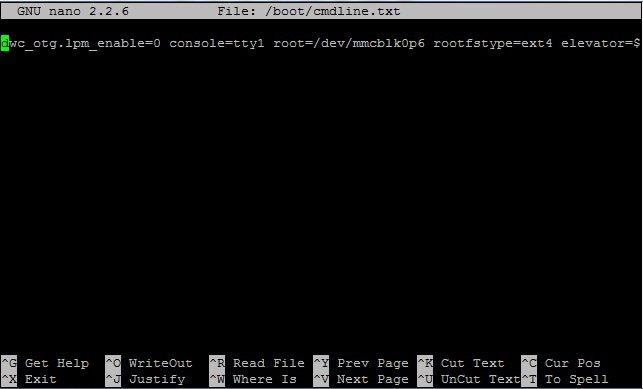 GNU nano 2.2.6 File: /boot/cmdline.txt
dwc_otg.lpm_enable=0 console=tty1 root=/dev/mmcblk0p6 rootfstype=ext4 elevator=$
^G Get Help ^O WriteOut ^R Read File ^Y Prev Page ^K Cut Text ^C Cur Pos
^X Exit ^J Justify ^W Where Is ^V Next Page ^U UnCut Text ^T To Spell